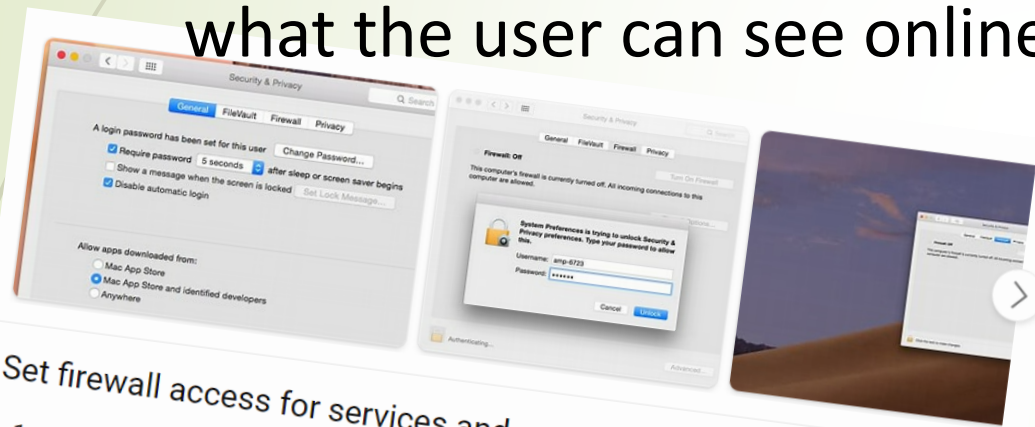 what the user can see online
Security & Privacy
Search
General FileVault Firewall Privacy
A login password has been set for this user Change Password...
Require password 5 seconds after sleep or screen saver begins
Show a message when the screen is locked Set Lock Message...
Disable automatic login
Allow apps downloaded from:
Mac App Store
Mac App Store and identified developers
Anywhere
Security & Privacy
Search
General FileVault Firewall Privacy
Firewall: Off
Turn On Firewall
This computer's firewall is currently turned off. All incoming connections to this
computer are allowed.
System Preferences is trying to unlock Security &
Privacy preferences. Type your password to allow
this.
Username: amp-6723
Password:
Cancel Unlock
Authenticating...
Advanced...
Set firewall access for services and